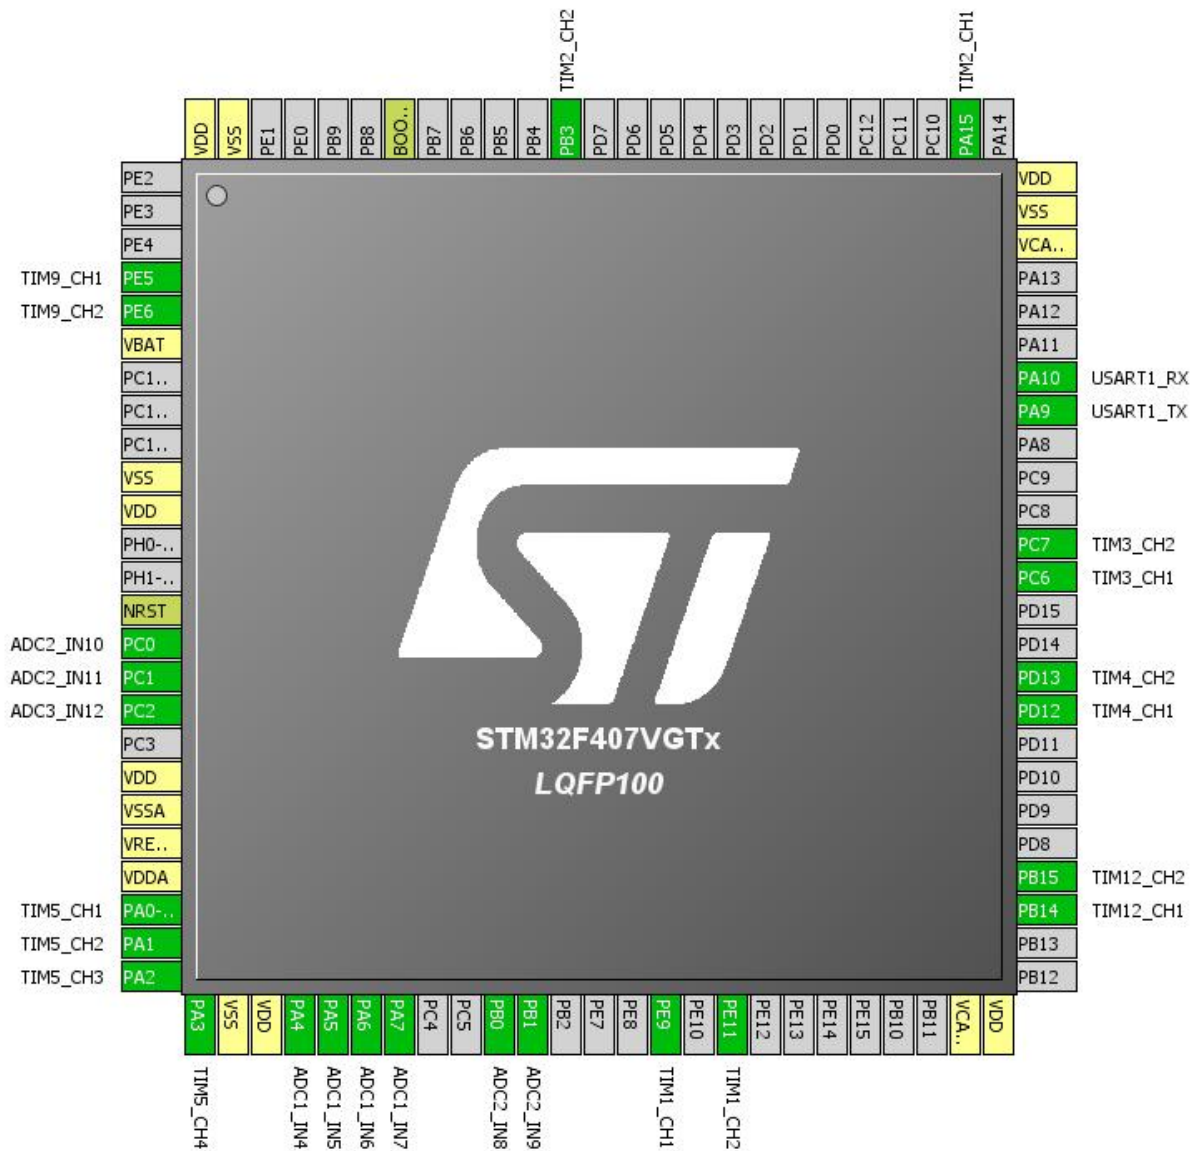 TIM2_CH2
TIM2_CH1
VDD
VSS
PE1
PE0
PB9
PB8
BOO..
PB7
PB6
PB5
PB4
PB3
PD7
PD6
PD5
PD4
PD3
PD2
PD1
PD0
PC12
PC11
PC10
PA15
PA14
PE2
PE3
PE4
TIM9_CH1 PE5
TIM9_CH2 PE6
VBAT
PC1..
PC1..
PC1..
VSS
VDD
PH0-..
PH1-..
NRST
ADC2_IN10 PC0
ADC2_IN11 PC1
ADC3_IN12 PC2
PC3
VDD
VSSA
VRE..
VDDA
TIM5_CH1 PA0-..
TIM5_CH2 PA1
TIM5_CH3 PA2
ST
STM32F407VGTx
LQFP100
VDD
VSS
VCA..
PA13
PA12
PA11
PA10 USART1_RX
PA9 USART1_TX
PA8
PC9
PC8
PC7 TIM3_CH2
PC6 TIM3_CH1
PD15
PD14
PD13 TIM4_CH2
PD12 TIM4_CH1
PD11
PD10
PD9
PD8
PB15 TIM12_CH2
PB14 TIM12_CH1
PB13
PB12
PA3
VSS
VDD
PA4
PA5
PA6
PA7
PC4
PC5
PB0
PB1
PB2
PE7
PE8
PE9
PE10
PE11
PE12
PE13
PE14
PE15
PB10
PB11
VCA..
VDD
TIM5_CH4
ADC1_IN4
ADC1_IN5
ADC1_IN6
ADC1_IN7
ADC2_IN8
ADC2_IN9
TIM1_CH1
TIM1_CH2